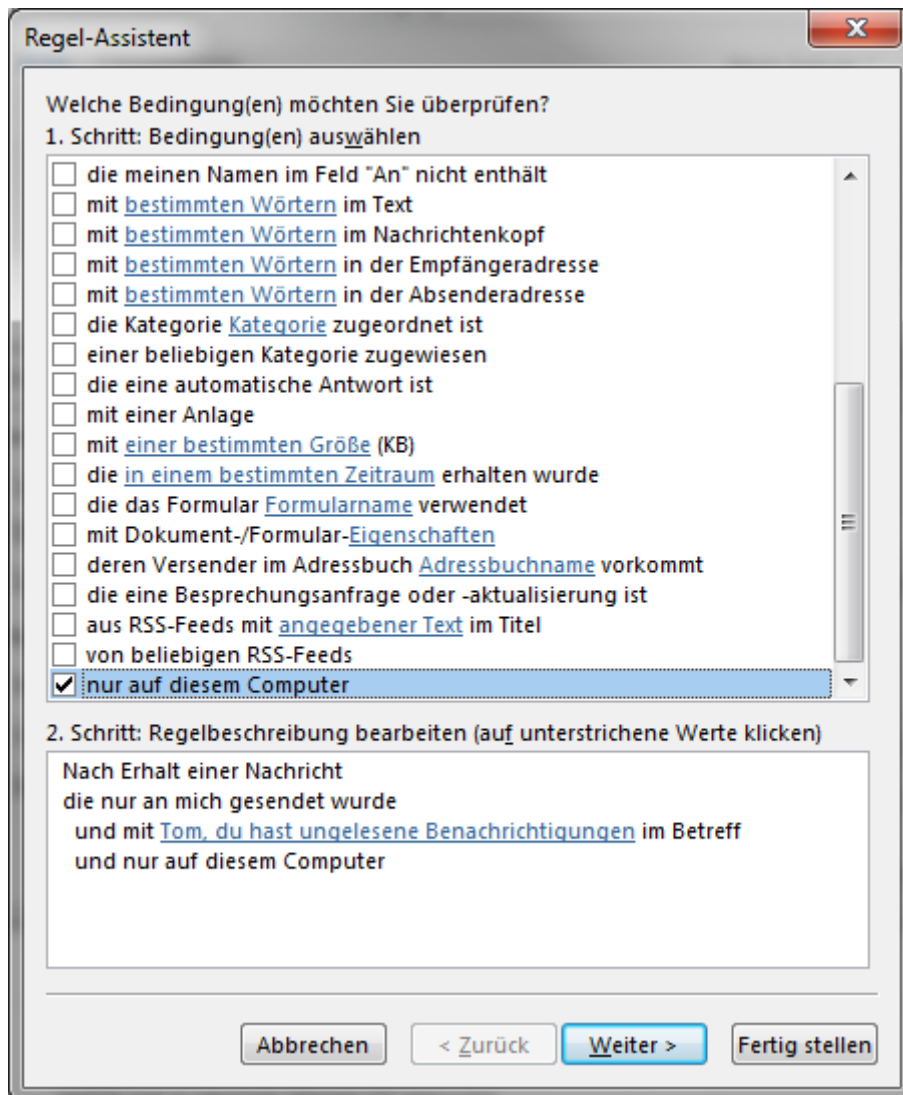 Regel-Assistent
Welche Bedingung(en) möchten Sie überprüfen?
1. Schritt: Bedingung(en) auswählen
die meinen Namen im Feld "An" nicht enthält
mit bestimmten Wörtern im Text
mit bestimmten Wörtern im Nachrichtenkopf
mit bestimmten Wörtern in der Empfängeradresse
mit bestimmten Wörtern in der Absenderadresse
die Kategorie Kategorie zugeordnet ist
einer beliebigen Kategorie zugewiesen
die eine automatische Antwort ist
mit einer Anlage
mit einer bestimmten Größe (KB)
die in einem bestimmten Zeitraum erhalten wurde
die das Formular Formularname verwendet
mit Dokument-/Formular-Eigenschaften
deren Versender im Adressbuch Adressbuchname vorkommt
die eine Besprechungsanfrage oder -aktualisierung ist
aus RSS-Feeds mit angegebener Text im Titel
von beliebigen RSS-Feeds
nur auf diesem Computer
2. Schritt: Regelbeschreibung bearbeiten (auf unterstrichene Werte klicken)
Nach Erhalt einer Nachricht
die nur an mich gesendet wurde
und mit Tom, du hast ungelesene Benachrichtigungen im Betreff
und nur auf diesem Computer
Abbrechen < Zurück Weiter > Fertig stellen